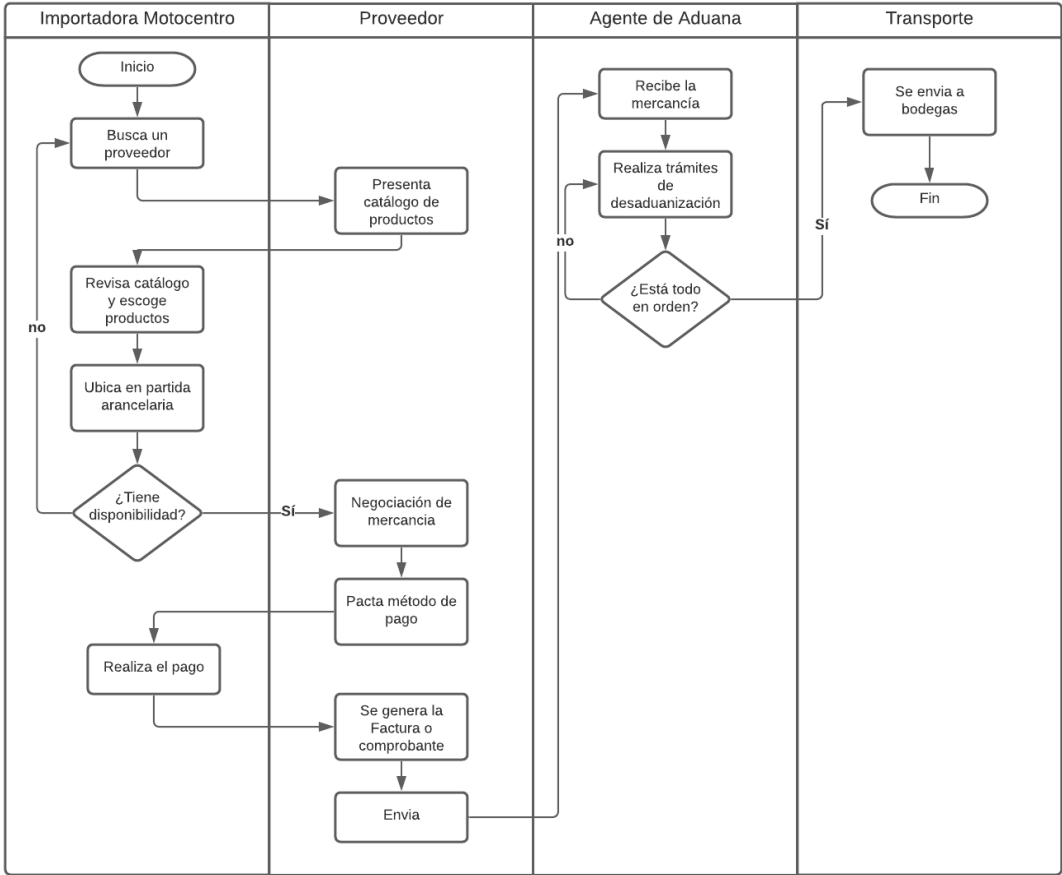 Importadora Motocentro
Proveedor
Agente de Aduana
Transporte
Inicio
Busca un
proveedor
Presenta
catálogo de
productos
Revisa catálogo
y escoge
productos
no
Ubica en partida
arancelaria
¿Tiene
disponibilidad?
Sí
Negociación de
mercancia
Pacta método de
pago
Realiza el pago
Se genera la
Factura o
comprobante
Envia
Recibe la
mercancía
Realiza trámites
de
desaduanización
no
¿Está todo
en orden?
Sí
Se envia a
bodegas
Fin